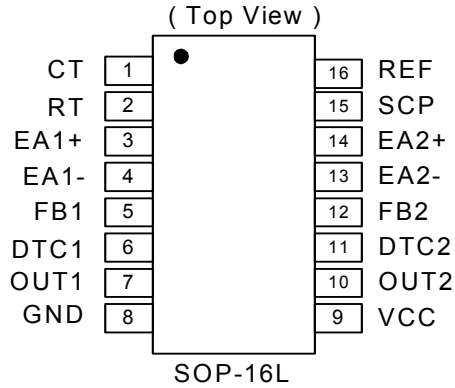 ( Top View )
CT 1 16 REF
RT 2 15 SCP
EA1+ 3 14 EA2+
EA1- 4 13 EA2-
FB1 5 12 FB2
DTC1 6 11 DTC2
OUT1 7 10 OUT2
GND 8 9 VCC
SOP-16L